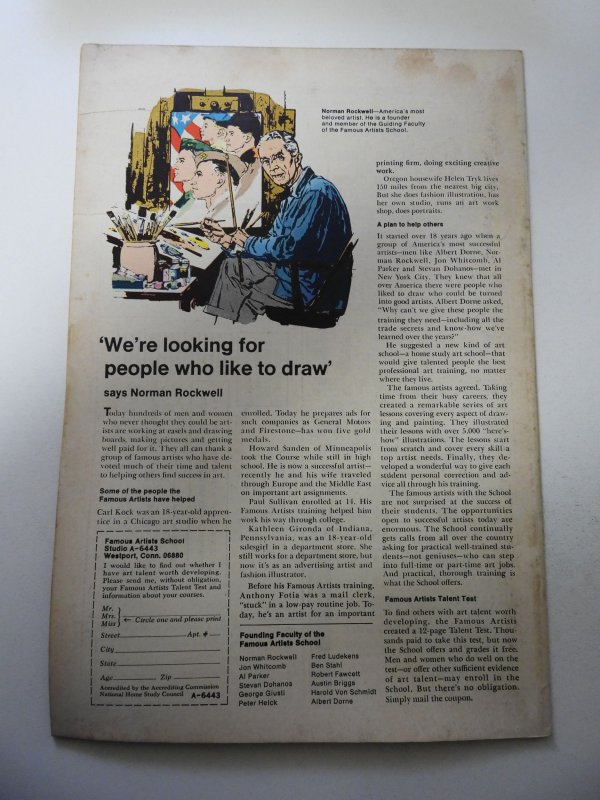 Norman Rockwell—America's most
beloved artist. He is a founder
and member of the Guiding Faculty
of the Famous Artists School.
'We're looking for
people who like to draw'
says Norman Rockwell
Today hundreds of men and women
who never thought they could be art-
ists are working at easels and drawing
boards, making pictures and getting
well paid for it. They all can thank a
group of famous artists who have de-
voted much of their time and talent
to helping others find success in art.
Some of the people the
Famous Artists have helped
Carl Kock was an 18-year-old appren-
tice in a Chicago art studio when he
enrolled. Today he prepares ads for
such companies as General Motors
and Firestone—has won five gold
medals.
Howard Sanden of Minneapolis
took the Course while still in high
school. He is now a successful artist—
recently he and his wife traveled
through Europe and the Middle East
on important art assignments.
Paul Sullivan enrolled at 14. His
Famous Artists training helped him
work his way through college.
Kathleen Gironda of Indiana,
Pennsylvania, was an 18-year-old
salesgirl in a department store. She
still works for a department store, but
now it's as an advertising artist and
fashion illustrator.
Before his Famous Artists training,
Anthony Fotia was a mail clerk,
"stuck" in a low-pay routine job. To-
day, he's an artist for an important
printing firm, doing exciting creative
work.
Oregon housewife Helen Tryk lives
150 miles from the nearest big city,
But she does fashion illustration, has
her own studio, runs an art work
shop, does portraits.
A plan to help others
It started over 18 years ago when a
group of America's most successful
artists—men like Albert Dorne, Nor-
man Rockwell, Jon Whitcomb, Al
Parker and Stevan Dohanos—met in
New York City. They knew that all
over America there were people who
liked to draw who could be turned
into good artists. Albert Dorne asked,
"Why can't we give these people the
training they need—including all the
trade secrets and know-how we've
learned over the years?"
He suggested a new kind of art
school—a home study art school—that
would give talented people the best
professional art training, no matter
where they live.
The famous artists agreed. Taking
time from their busy careers, they
created a remarkable series of art
lessons covering every aspect of draw-
ing and painting. They illustrated
their lessons with over 5,000 "here's-
how" illustrations. The lessons start
from scratch and cover every skill a
top artist needs. Finally, they de-
veloped a wonderful way to give each
student personal correction and ad-
vice all through his training.
The famous artists with the School
are not surprised at the success of
their students. The opportunities
open to successful artists today are
enormous. The School continually
gets calls from all over the country
asking for practical well-trained stu-
dents—not geniuses—who can step
into full-time or part-time art jobs.
And practical, thorough training is
what the School offers.
Famous Artists Talent Test
To find others with art talent worth
developing, the Famous Artists
created a 12-page Talent Test. Thou-
sands paid to take this test, but now
the School offers and grades it free.
Men and women who do well on the
test—or offer other sufficient evidence
of art talent—may enroll in the
School. But there's no obligation.
Simply mail the coupon.
Famous Artists School
Studio A-6443
Westport, Conn. 06880
I would like to find out whether I
have art talent worth developing.
Please send me, without obligation,
your Famous Artists Talent Test and
information about your courses.
Mr.
Mrs. ← Circle one and please print
Miss
Street Apt. #
City
State
Age Zip
Accredited by the Accrediting Commission
National Home Study Council A-6443
Founding Faculty of the
Famous Artists School
Norman Rockwell
Jon Whitcomb
Al Parker
Stevan Dohanos
George Giusti
Peter Helck
Fred Ludekens
Ben Stahl
Robert Fawcett
Austin Briggs
Harold Von Schmidt
Albert Dorne